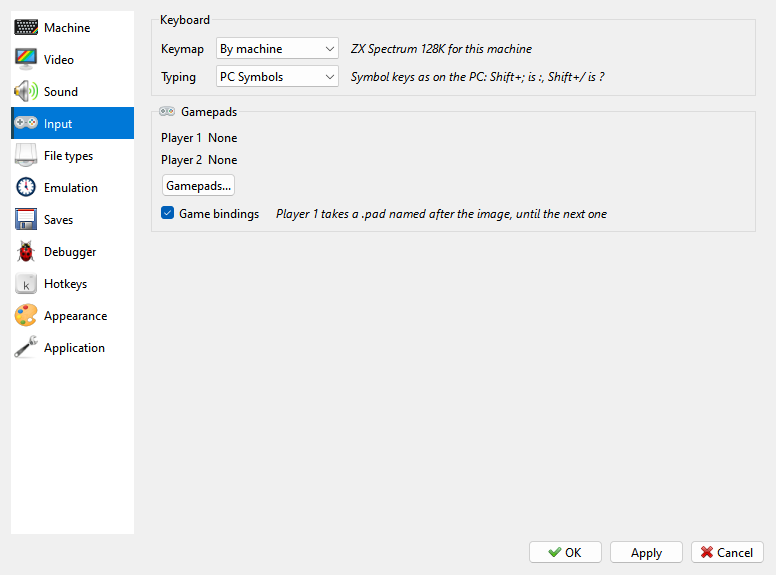 Machine
Video
Sound
Input
File types
Emulation
Saves
Debugger
Hotkeys
Appearance
Application
Keyboard
Keymap By machine ZX Spectrum 128K for this machine
Typing PC Symbols Symbol keys as on the PC: Shift+; is :, Shift+/ is ?
Gamepads
Player 1 None
Player 2 None
Gamepads...
Game bindings Player 1 takes a .pad named after the image, until the next one
OK Apply Cancel